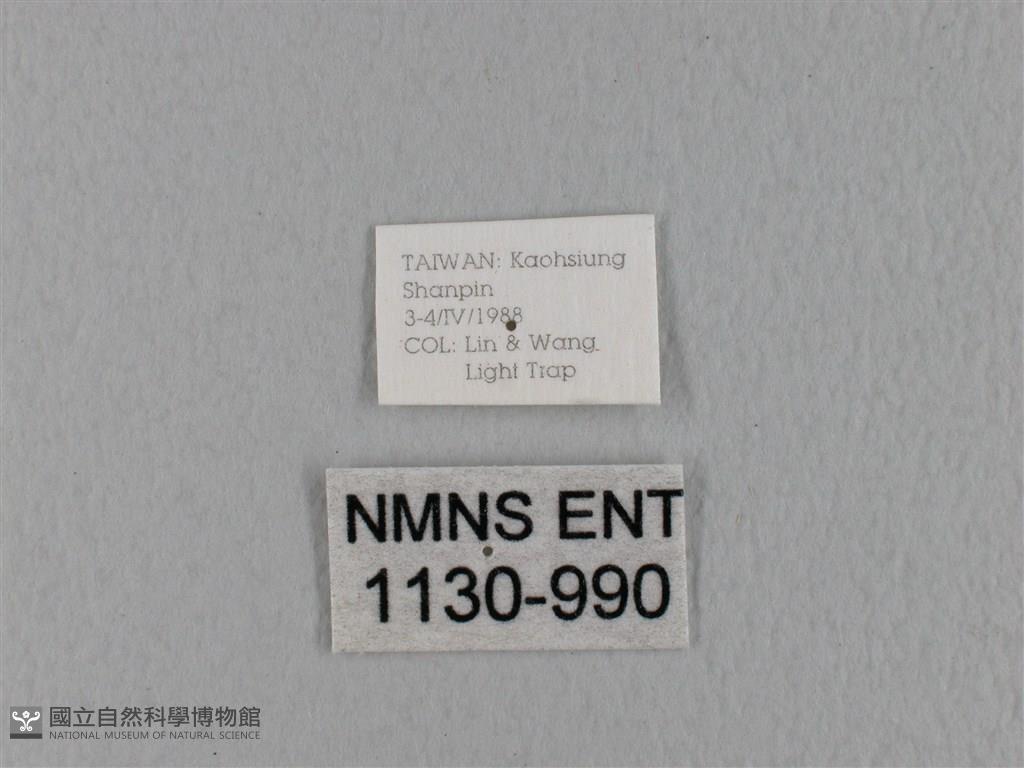 TAIWAN: Kaohsiung
Shanpin
3-4/IV/1988
COL: Lin & Wang
Light Trap
NMNS ENT
1130-990
國立自然科學博物館
NATIONAL MUSEUM OF NATURAL SCIENCE